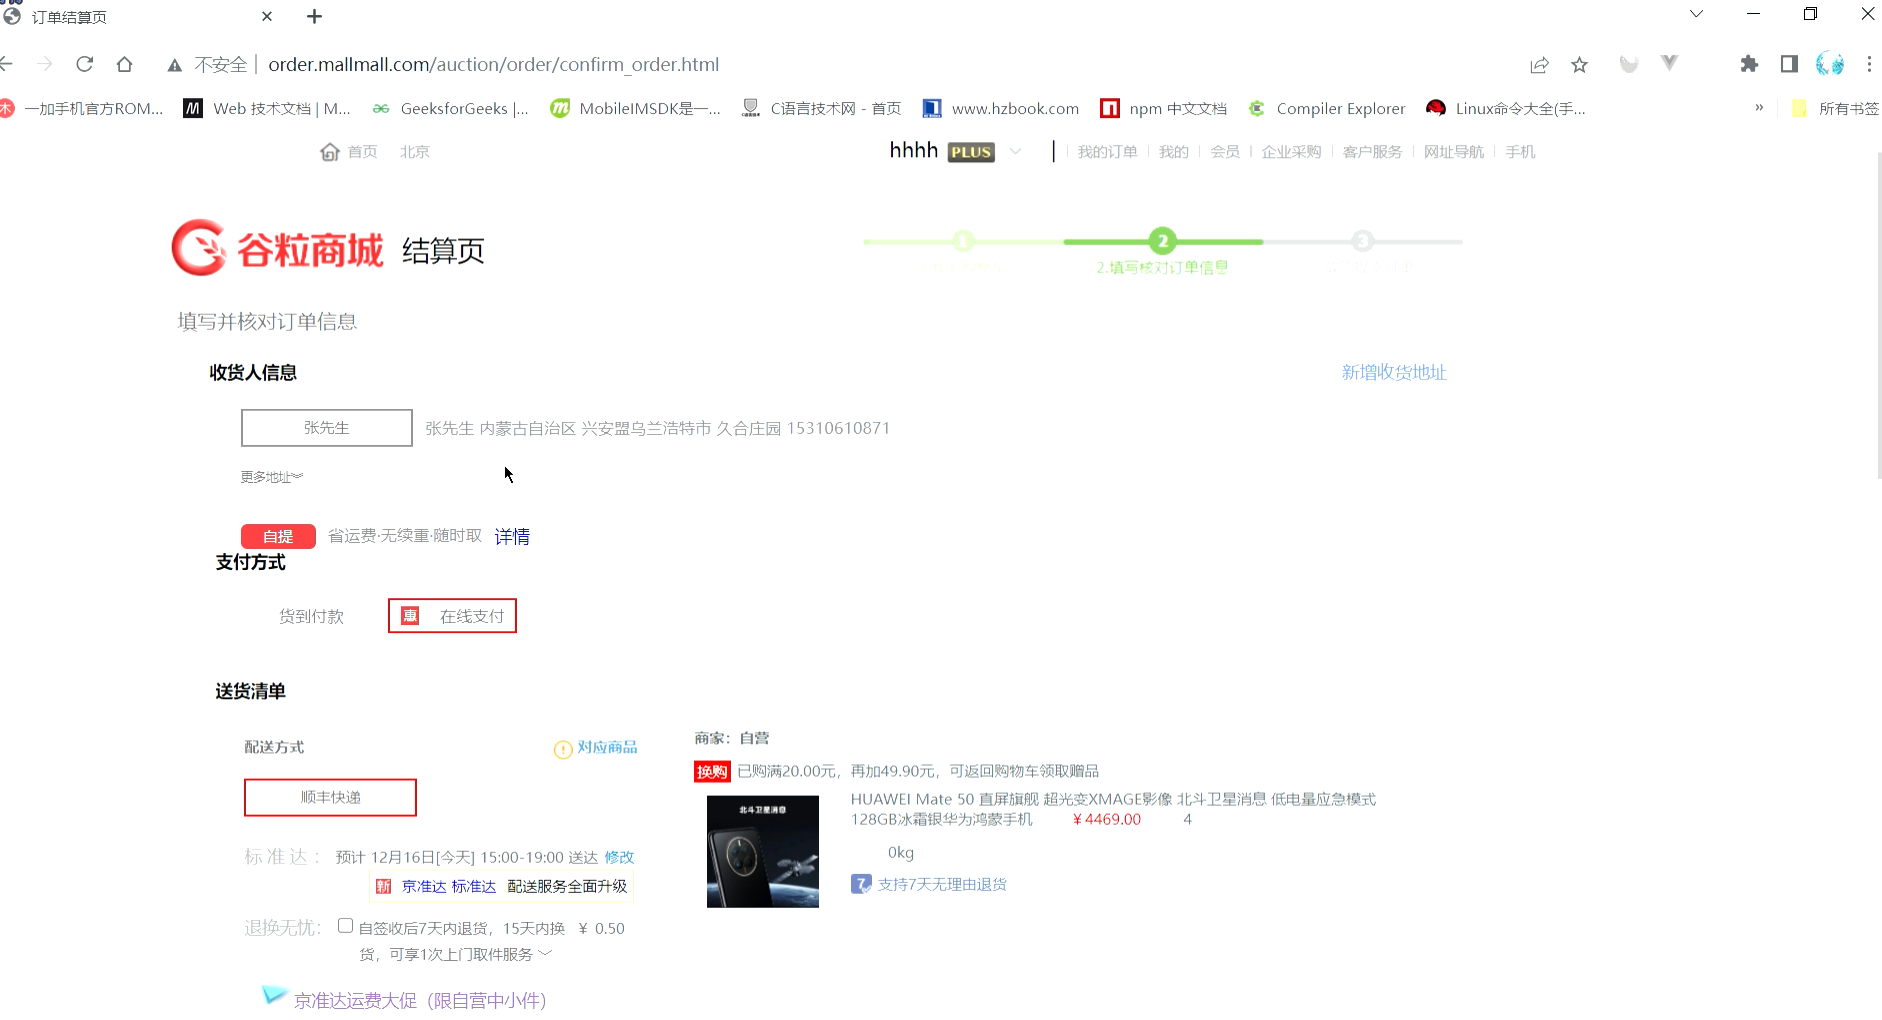 订单结算页
不安全 order.mallmall.com/auction/order/confirm_order.html
一加手机官方ROM... Web 技术文档 | M... GeeksforGeeks |... MobileIMSDK是一... C语言技术网 - 首页 www.hzbook.com npm 中文文档 Compiler Explorer Linux命令大全(手... » 所有书签
首页 北京 hhhh PLUS 我的订单 我的 会员 企业采购 客户服务 网址导航 手机
谷粒商城 结算页
1 2 3
2.填写核对订单信息
填写并核对订单信息
收货人信息 新增收货地址
张先生 张先生 内蒙古自治区 兴安盟乌兰浩特市 久合庄园 15310610871
更多地址
自提 省运费·无续重·随时取 详情
支付方式
货到付款 惠 在线支付
送货清单
配送方式 对应商品
顺丰快递
标 准 达 : 预计 12月16日[今天] 15:00-19:00 送达 修改
新 京准达 标准达 配送服务全面升级
退换无忧: 自签收后7天内退货，15天内换 ¥ 0.50
货，可享1次上门取件服务
京准达运费大促（限自营中小件）
商家：自营
换购 已购满20.00元，再加49.90元，可返回购物车领取赠品
北斗卫星消息
HUAWEI Mate 50 直屏旗舰 超光变XMAGE影像 北斗卫星消息 低电量应急模式
128GB冰霜银华为鸿蒙手机 ¥4469.00 4
0kg
7 支持7天无理由退货